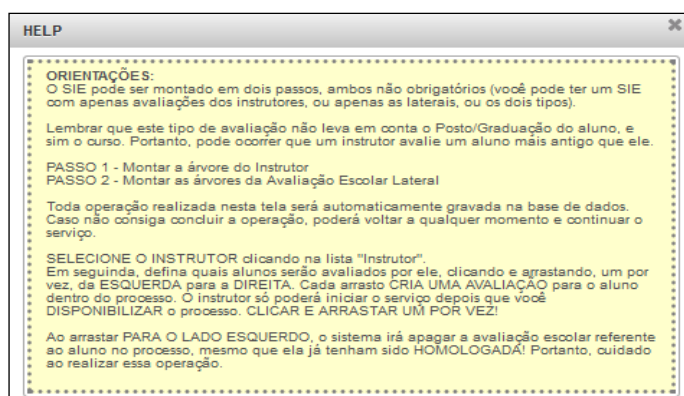 HELP
ORIENTAÇÕES:
O SIE pode ser montado em dois passos, ambos não obrigatórios (você pode ter um SIE
com apenas avaliações dos instrutores, ou apenas as laterais, ou os dois tipos).
Lembrar que este tipo de avaliação não leva em conta o Posto/Graduação do aluno, e
sim o curso. Portanto, pode ocorrer que um instrutor avalie um aluno mais antigo que ele.
PASSO 1 - Montar a árvore do Instrutor
PASSO 2 - Montar as árvores da Avaliação Escolar Lateral
Toda operação realizada nesta tela será automaticamente gravada na base de dados.
Caso não consiga concluir a operação, poderá voltar a qualquer momento e continuar o
serviço.
SELECIONE O INSTRUTOR clicando na lista "Instrutor".
Em seguinda, defina quais alunos serão avaliados por ele, clicando e arrastando, um por
vez, da ESQUERDA para a DIREITA. Cada arrasto CRIA UMA AVALIAÇÃO para o aluno
dentro do processo. O instrutor só poderá iniciar o serviço depois que você
DISPONIBILIZAR o processo. CLICAR E ARRASTAR UM POR VEZ!
Ao arrastar PARA O LADO ESQUERDO, o sistema irá apagar a avaliação escolar referente
ao aluno no processo, mesmo que ela já tenham sido HOMOLOGADA! Portanto, cuidado
ao realizar essa operação.